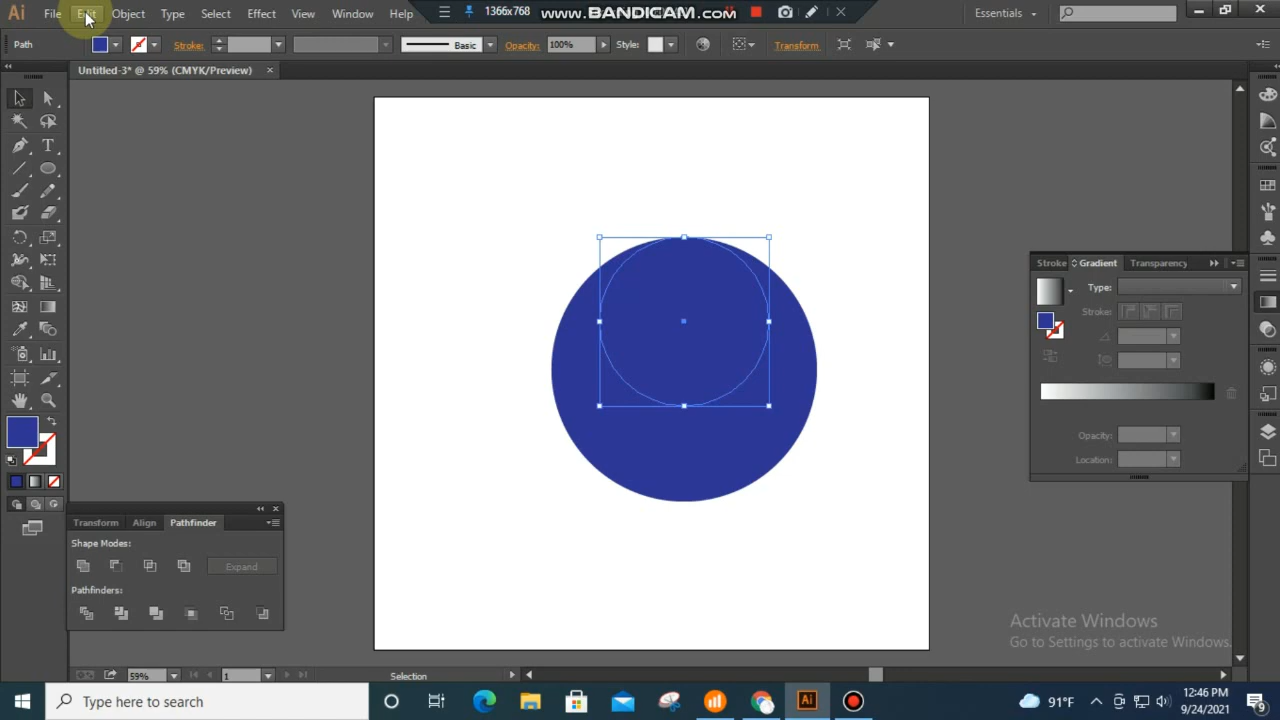 Ai File Edit Object Type Select Effect View Window Help 1366x768 www.BANDICAM.com Essentials
Path Stroke: Basic Opacity: 100% Style: Transform
Untitled-3* @ 59% (CMYK/Preview)
Stroke Gradient Transparency
Type:
Stroke:
Opacity:
Location:
Transform Align Pathfinder
Shape Modes:
Expand
Pathfinders:
Activate Windows
Go to Settings to activate Windows.
59% 1 Selection
Type here to search Ai 91°F 12:46 PM
9/24/2021 9